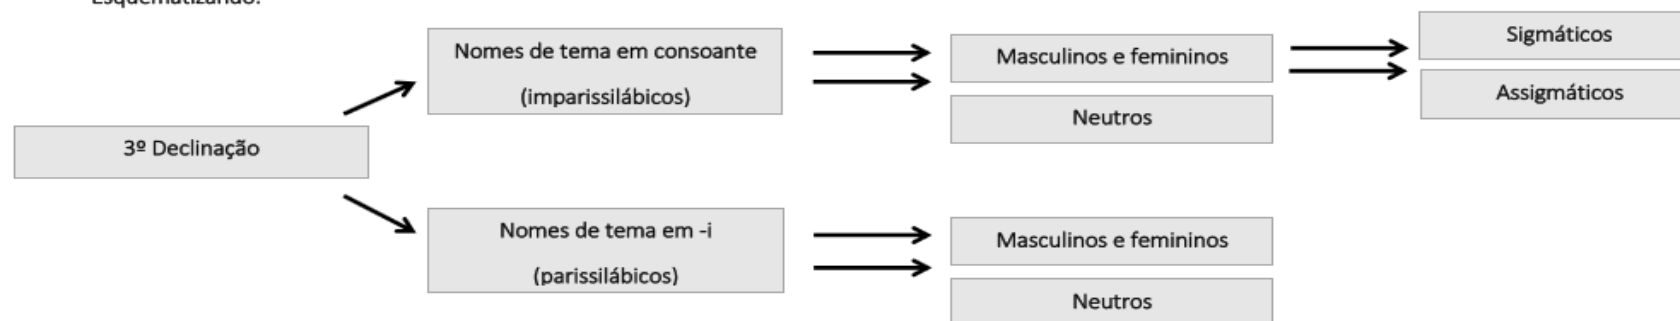 Esquematizando:
3º Declinação
Nomes de tema em consoante
(imparissilábicos)
Masculinos e femininos
Neutros
Sigmáticos
Assigmáticos
Nomes de tema em -i
(parissilábicos)
Masculinos e femininos
Neutros